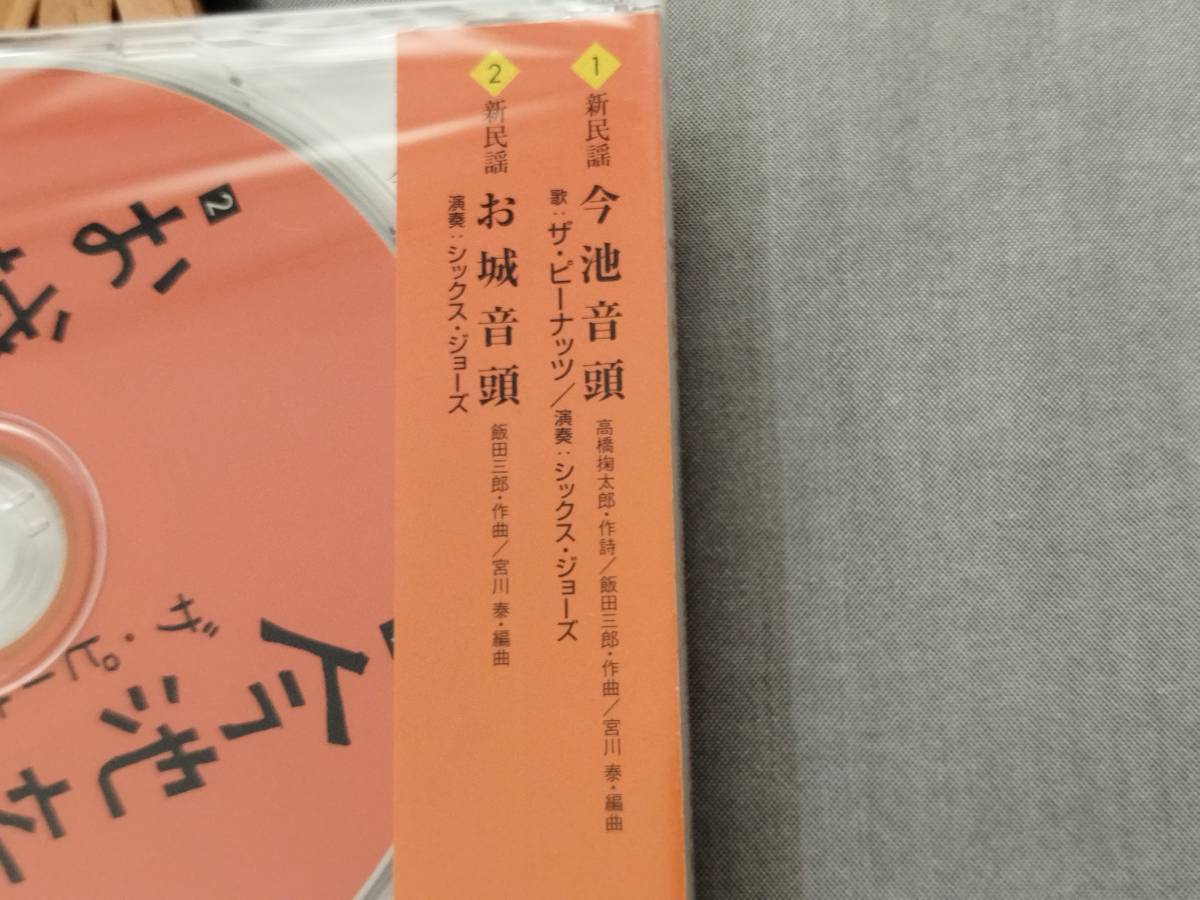 1 新民謡 今池音頭 高橋掬太郎・作詩／飯田三郎・作曲／宮川 泰・編曲
歌：ザ・ピーナッツ／演奏：シックス・ジョーズ
2 新民謡 お城音頭 飯田三郎・作曲／宮川 泰・編曲
演奏：シックス・ジョーズ
2 お城
今池
ザ・ピーナ